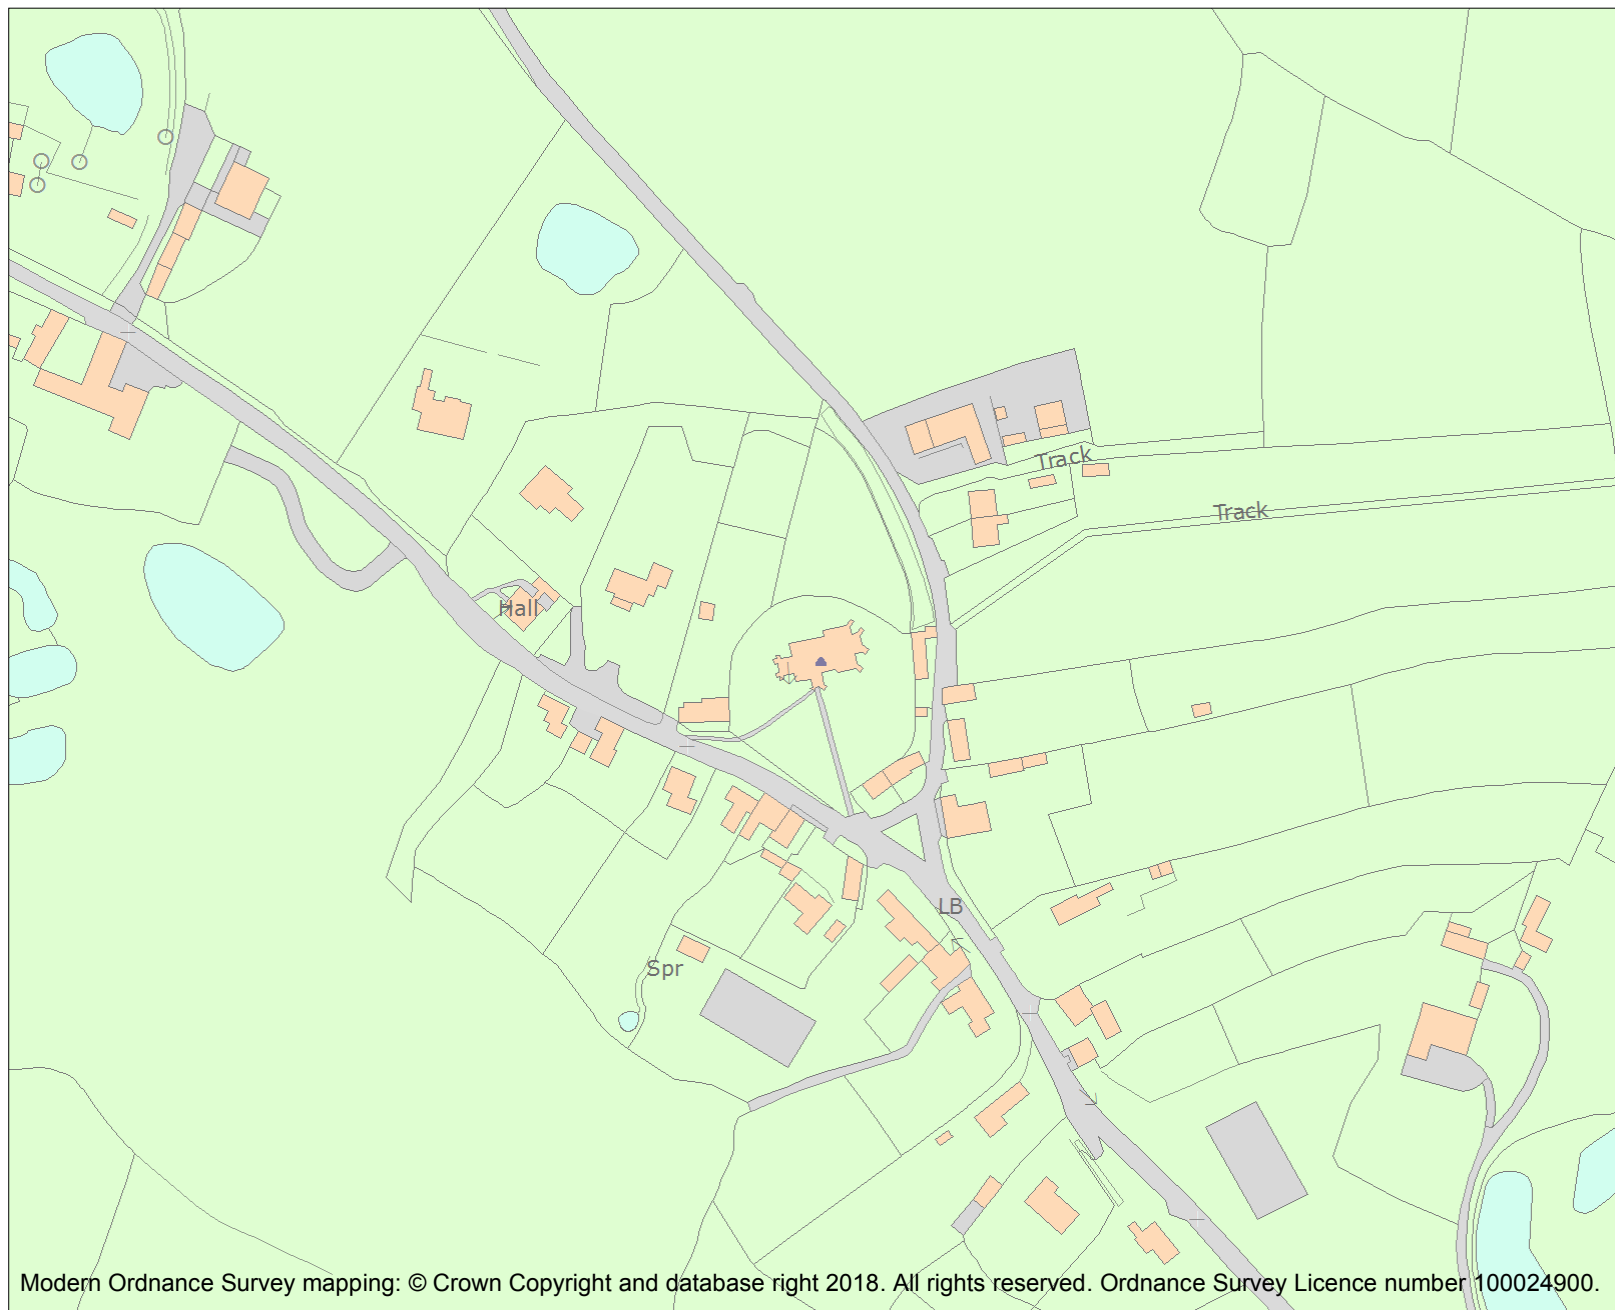 Track
Track
Hall
LB
Spr
Modern Ordnance Survey mapping: © Crown Copyright and database right 2018. All rights reserved. Ordnance Survey Licence number 100024900.